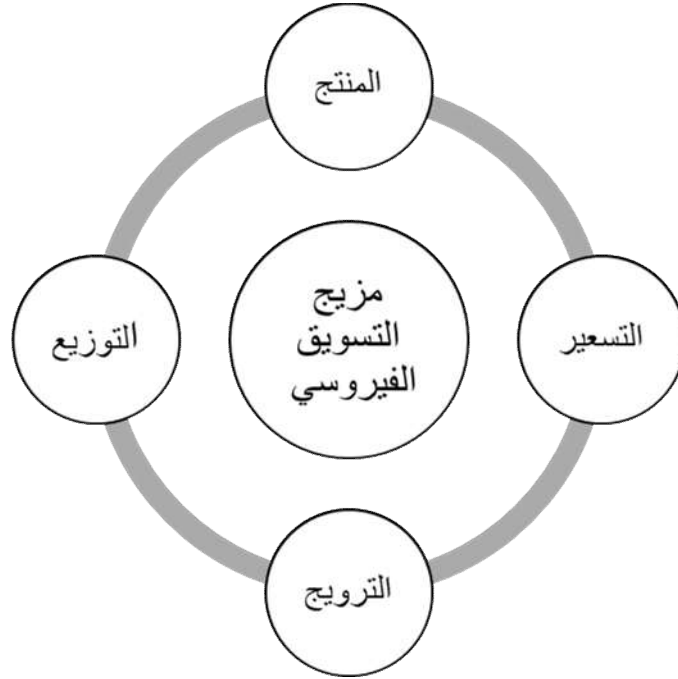 المنتج
مزيج
التسويق
الفيروسي
التسعير
التوزيع
الترويج